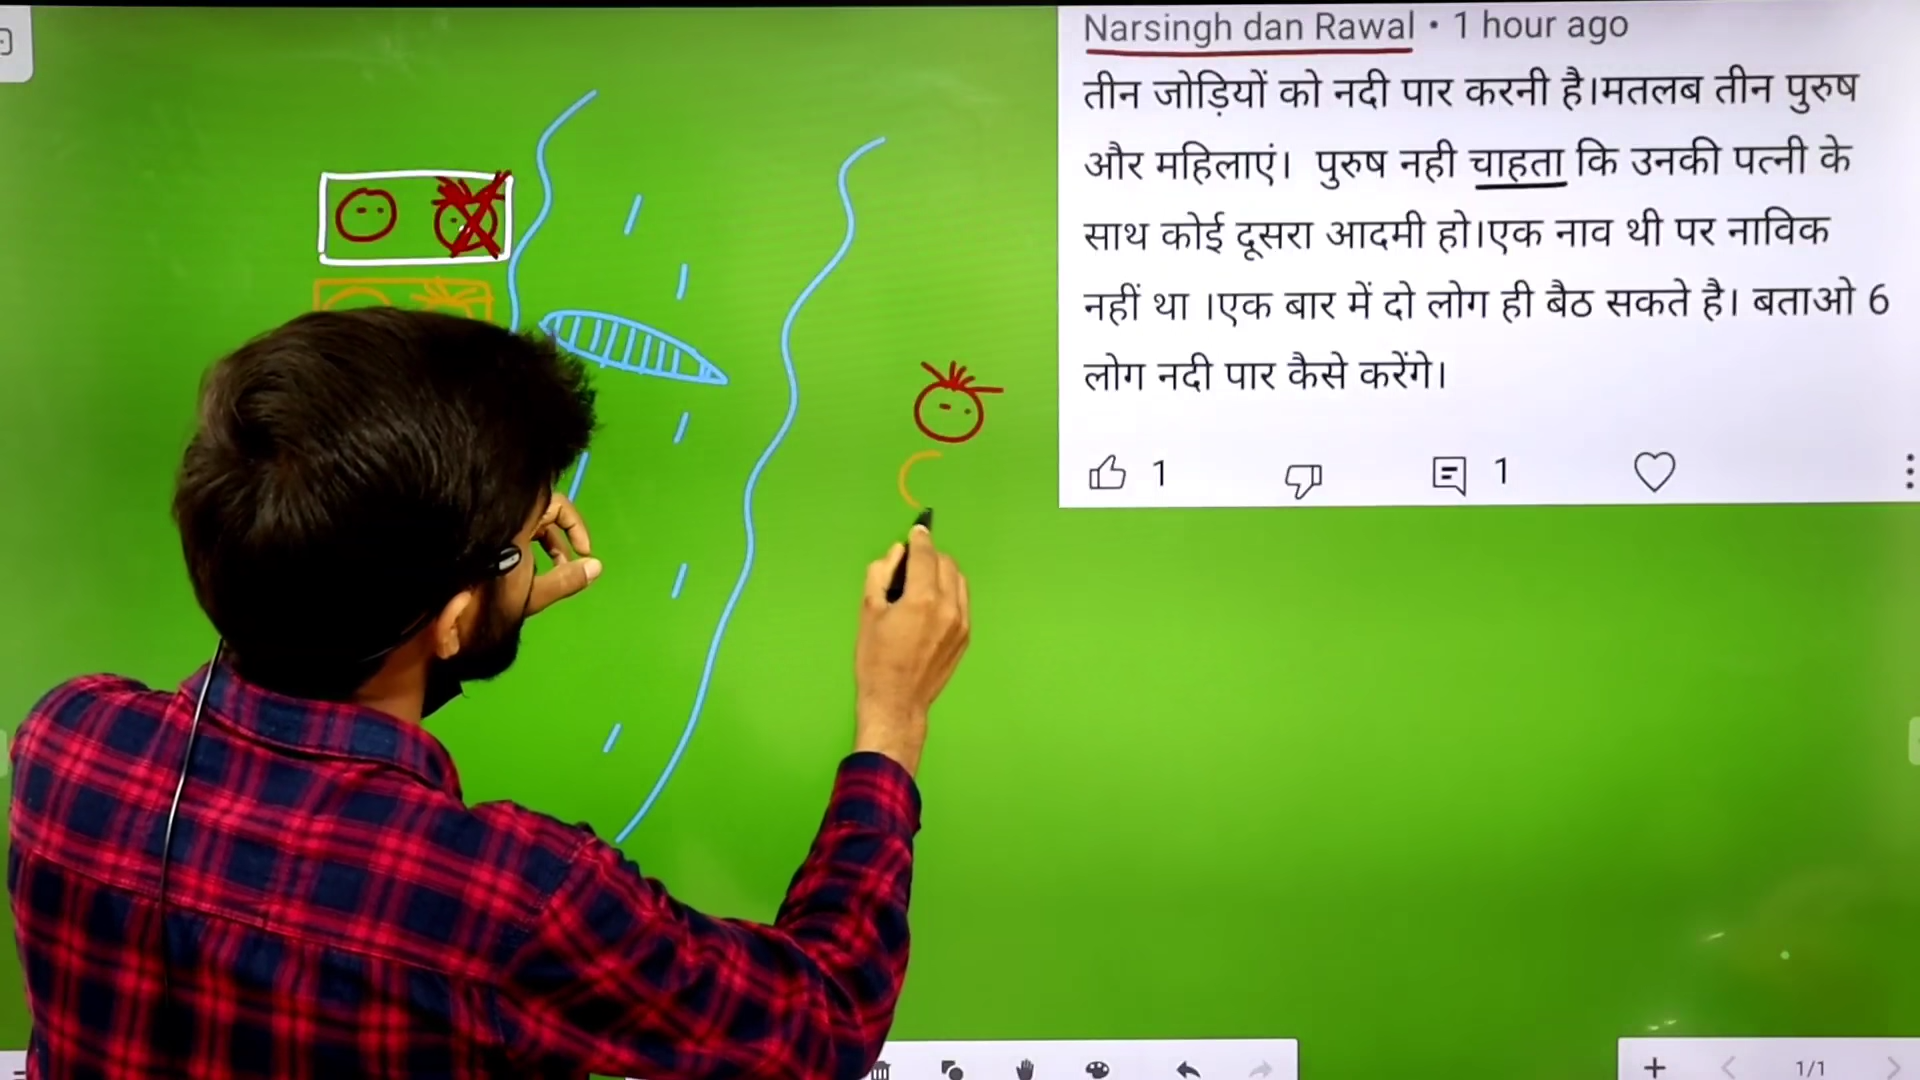 Narsingh dan Rawal • 1 hour ago
तीन जोड़ियों को नदी पार करनी है।मतलब तीन पुरुष
और महिलाएं। पुरुष नही चाहता कि उनकी पत्नी के
साथ कोई दूसरा आदमी हो।एक नाव थी पर नाविक
नहीं था ।एक बार में दो लोग ही बैठ सकते है। बताओ 6
लोग नदी पार कैसे करेंगे।
1 1
1/1